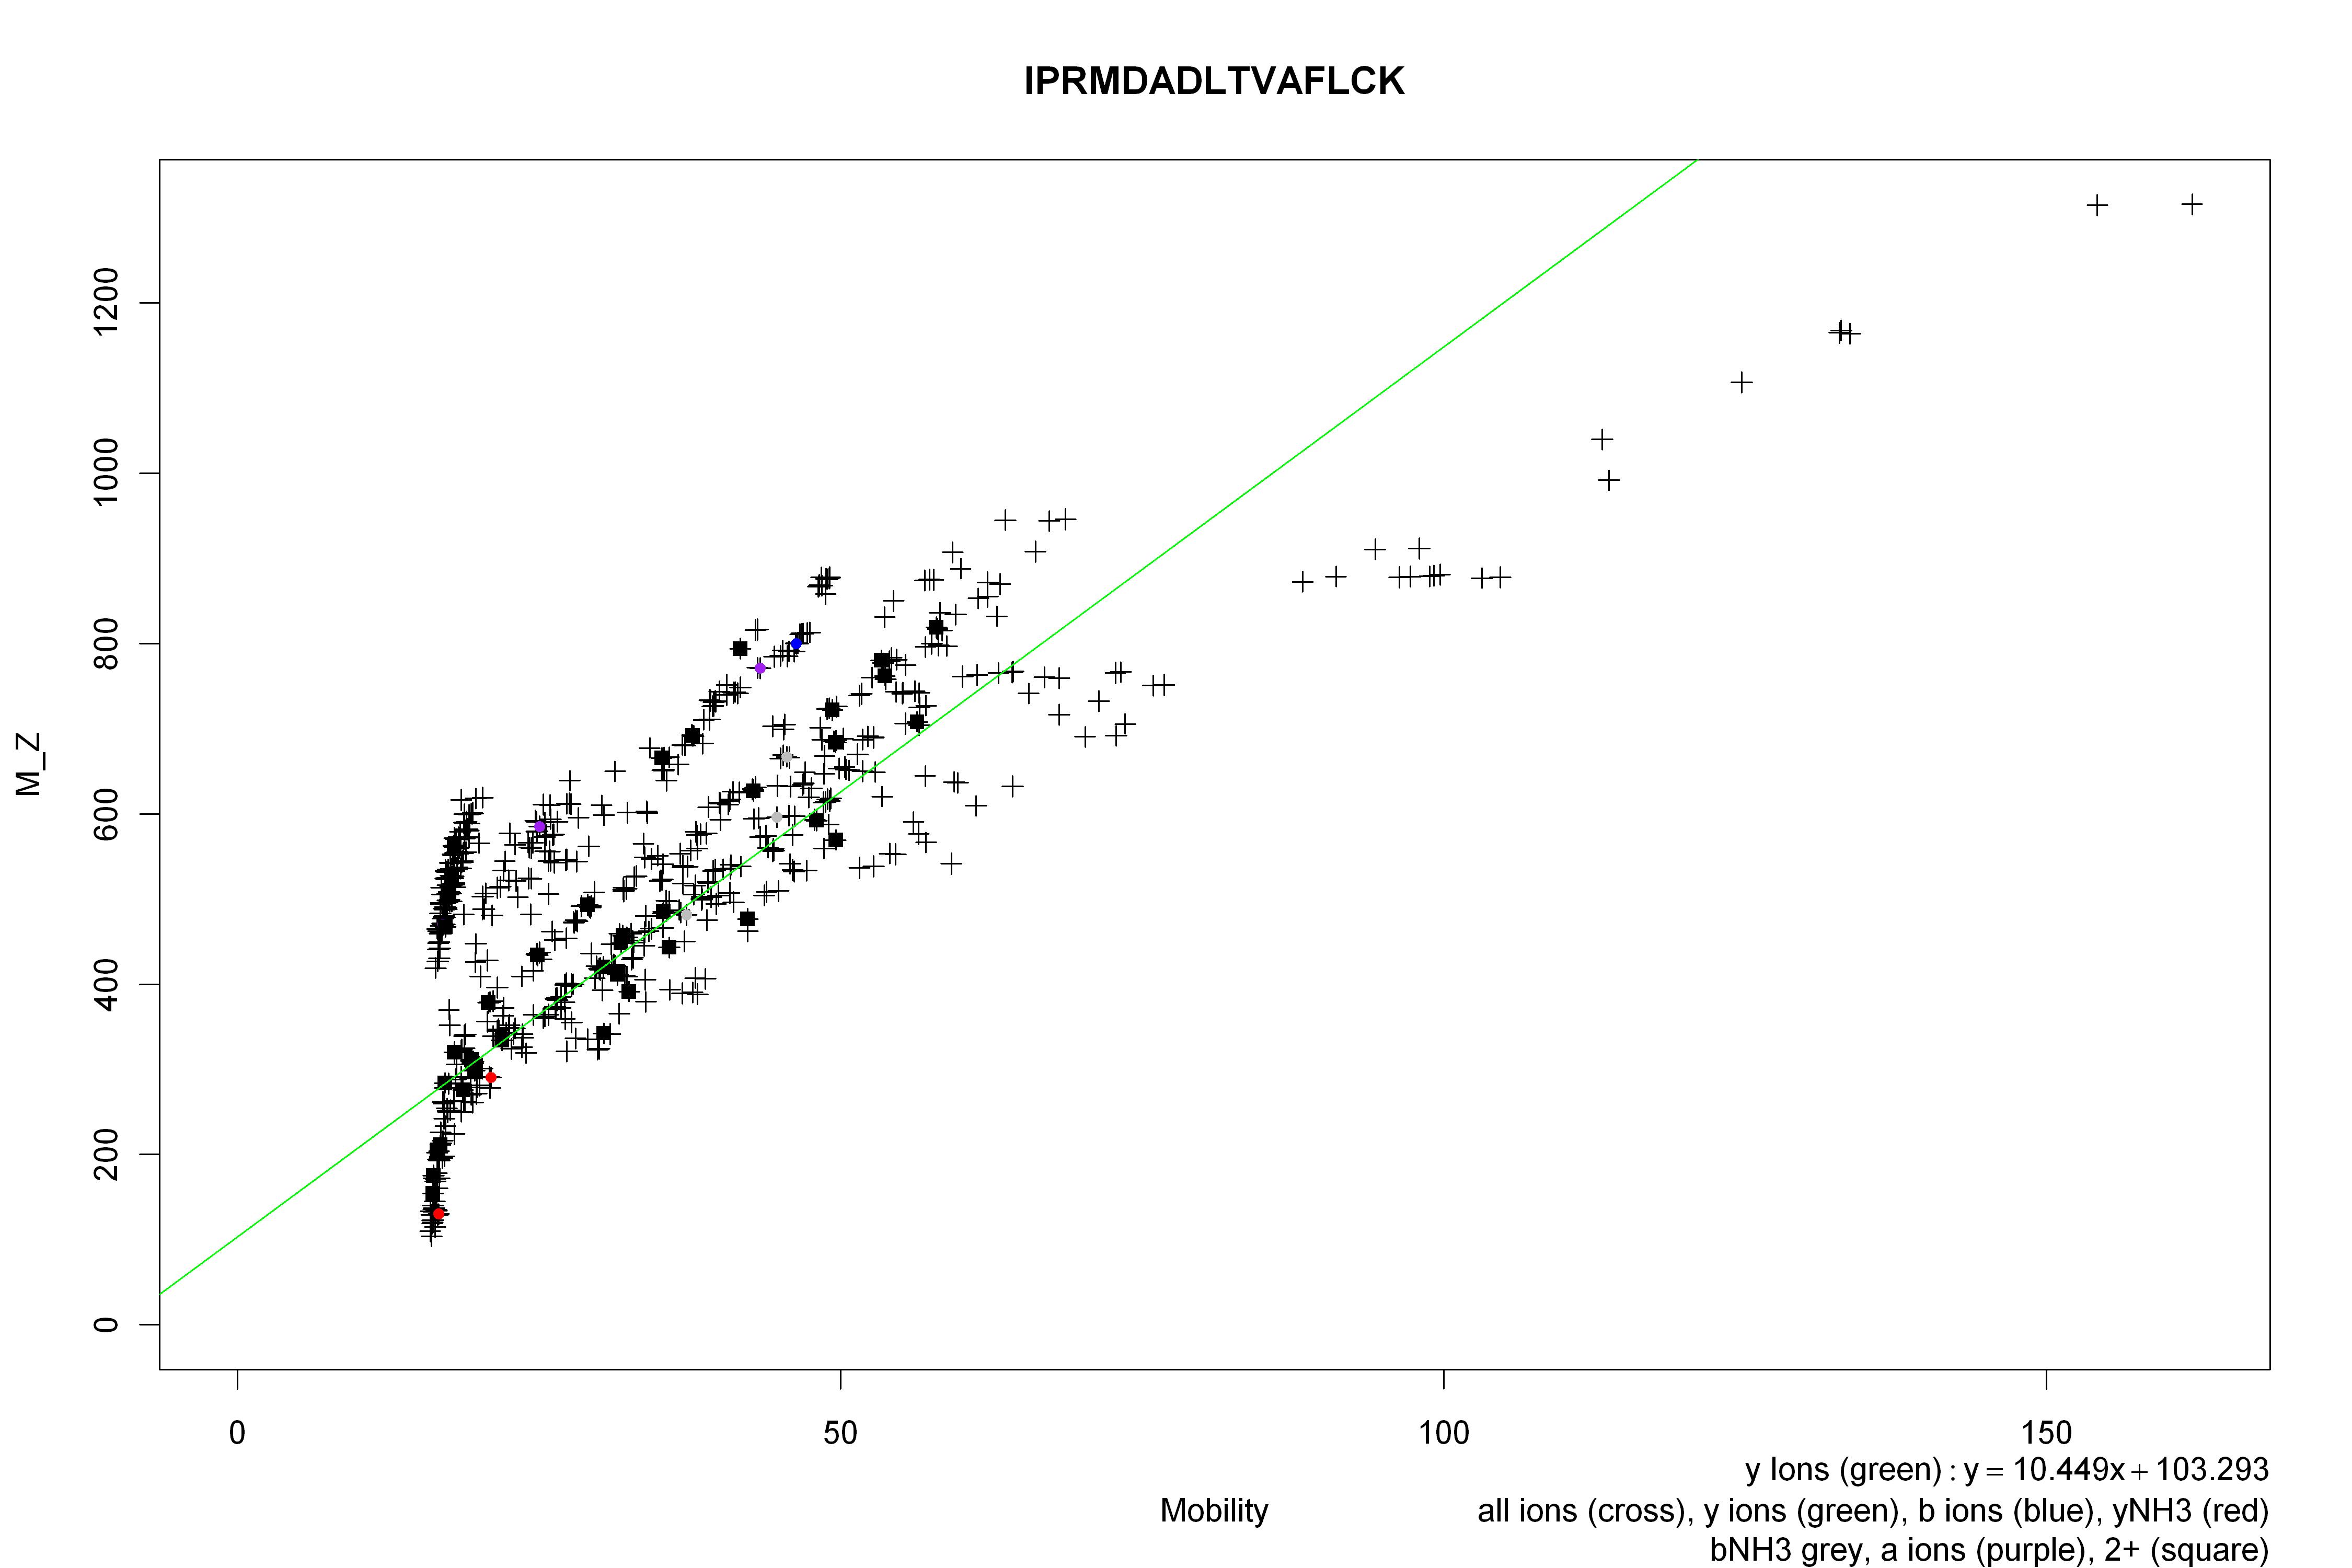 IPRMDADLTVAFLCK
M_Z
1200
1000
800
600
400
200
0
0 50 100 150
Mobility
y Ions (green) : y = 10.449x + 103.293
all ions (cross), y ions (green), b ions (blue), yNH3 (red)
bNH3 grey, a ions (purple), 2+ (square)